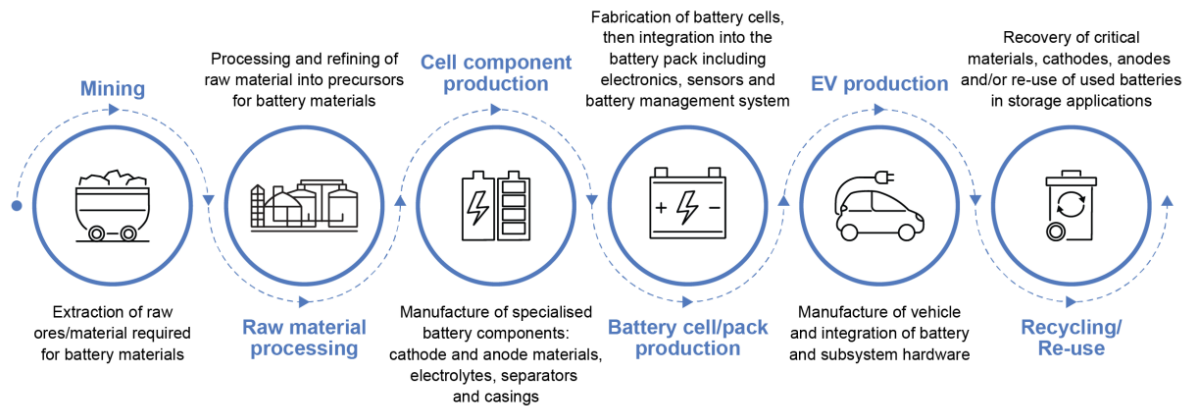 Mining
Extraction of raw
ores/material required
for battery materials
Processing and refining of
raw material into precursors
for battery materials
Raw material
processing
Cell component
production
Manufacture of specialised
battery components:
cathode and anode materials,
electrolytes, separators
and casings
Fabrication of battery cells,
then integration into the
battery pack including
electronics, sensors and
battery management system
+ -
Battery cell/pack
production
EV production
Manufacture of vehicle
and integration of battery
and subsystem hardware
Recovery of critical
materials, cathodes, anodes
and/or re-use of used batteries
in storage applications
Recycling/
Re-use